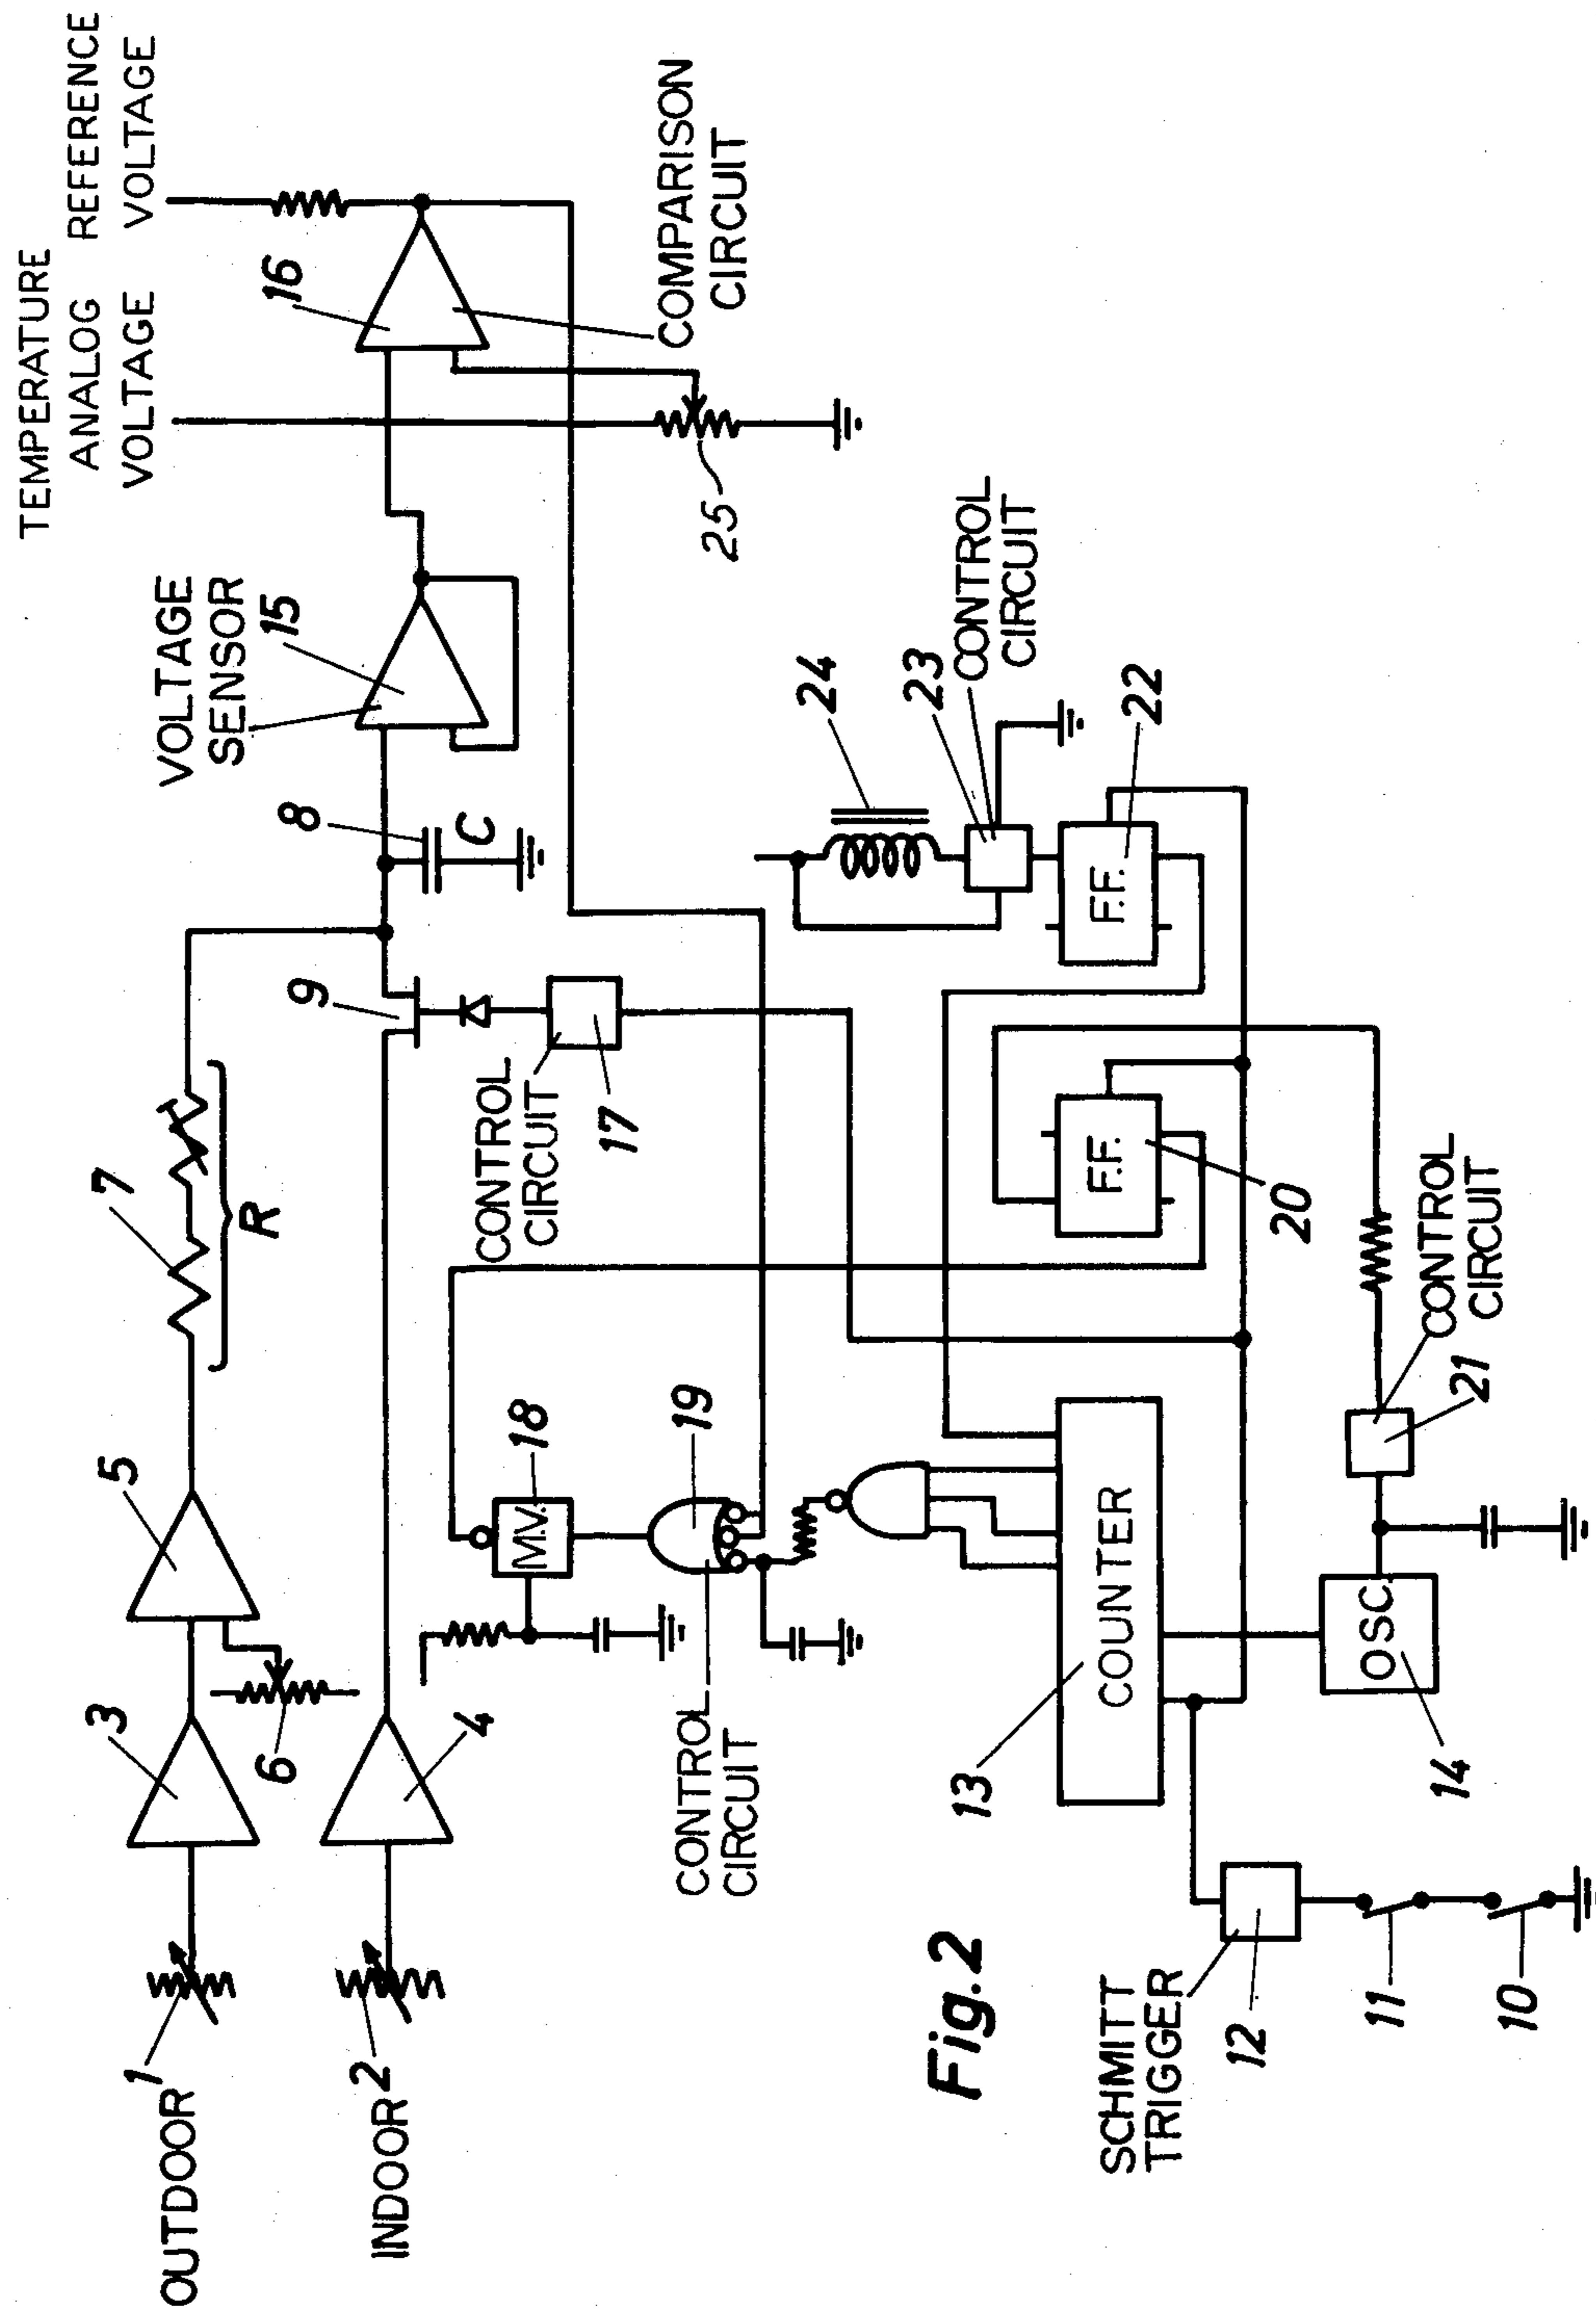 TEMPERATURE
ANALOG REFERENCE
VOLTAGE VOLTAGE
OUTDOOR
1
3
5
6
7
R
VOLTAGE
SENSOR
15
16
8
C
9
INDOOR
2
4
CONTROL
CIRCUIT
17
COMPARISON
CIRCUIT
25
M.V.
18
19
CONTROL
CIRCUIT
24
23
CONTROL
CIRCUIT
F.F.
22
F.F.
20
COUNTER
13
OSC
14
21
CONTROL
CIRCUIT
SCHMITT
TRIGGER
12
11
10
Fig.2